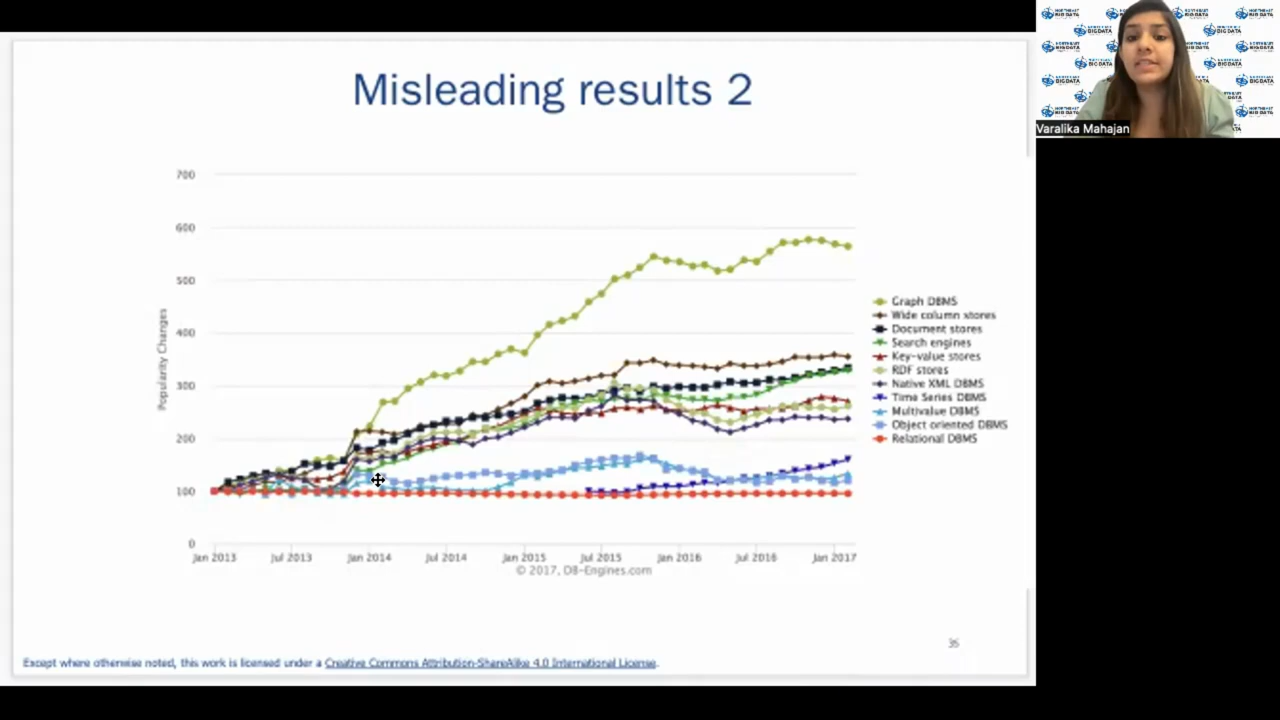 Misleading results 2
700
600
500
400
300
200
100
0
Popularity Changes
Jan 2013 Jul 2013 Jan 2014 Jul 2014 Jan 2015 Jul 2015 Jan 2016 Jul 2016 Jan 2017
© 2017, DB-Engines.com
Graph DBMS
Wide column stores
Document stores
Search engines
Key-value stores
RDF stores
Native XML DBMS
Time Series DBMS
Multivalue DBMS
Object oriented DBMS
Relational DBMS
Except where otherwise noted, this work is licensed under a Creative Commons Attribution-ShareAlike 4.0 International License.
Varalika Mahajan
NORTHEAST
BIG DATA